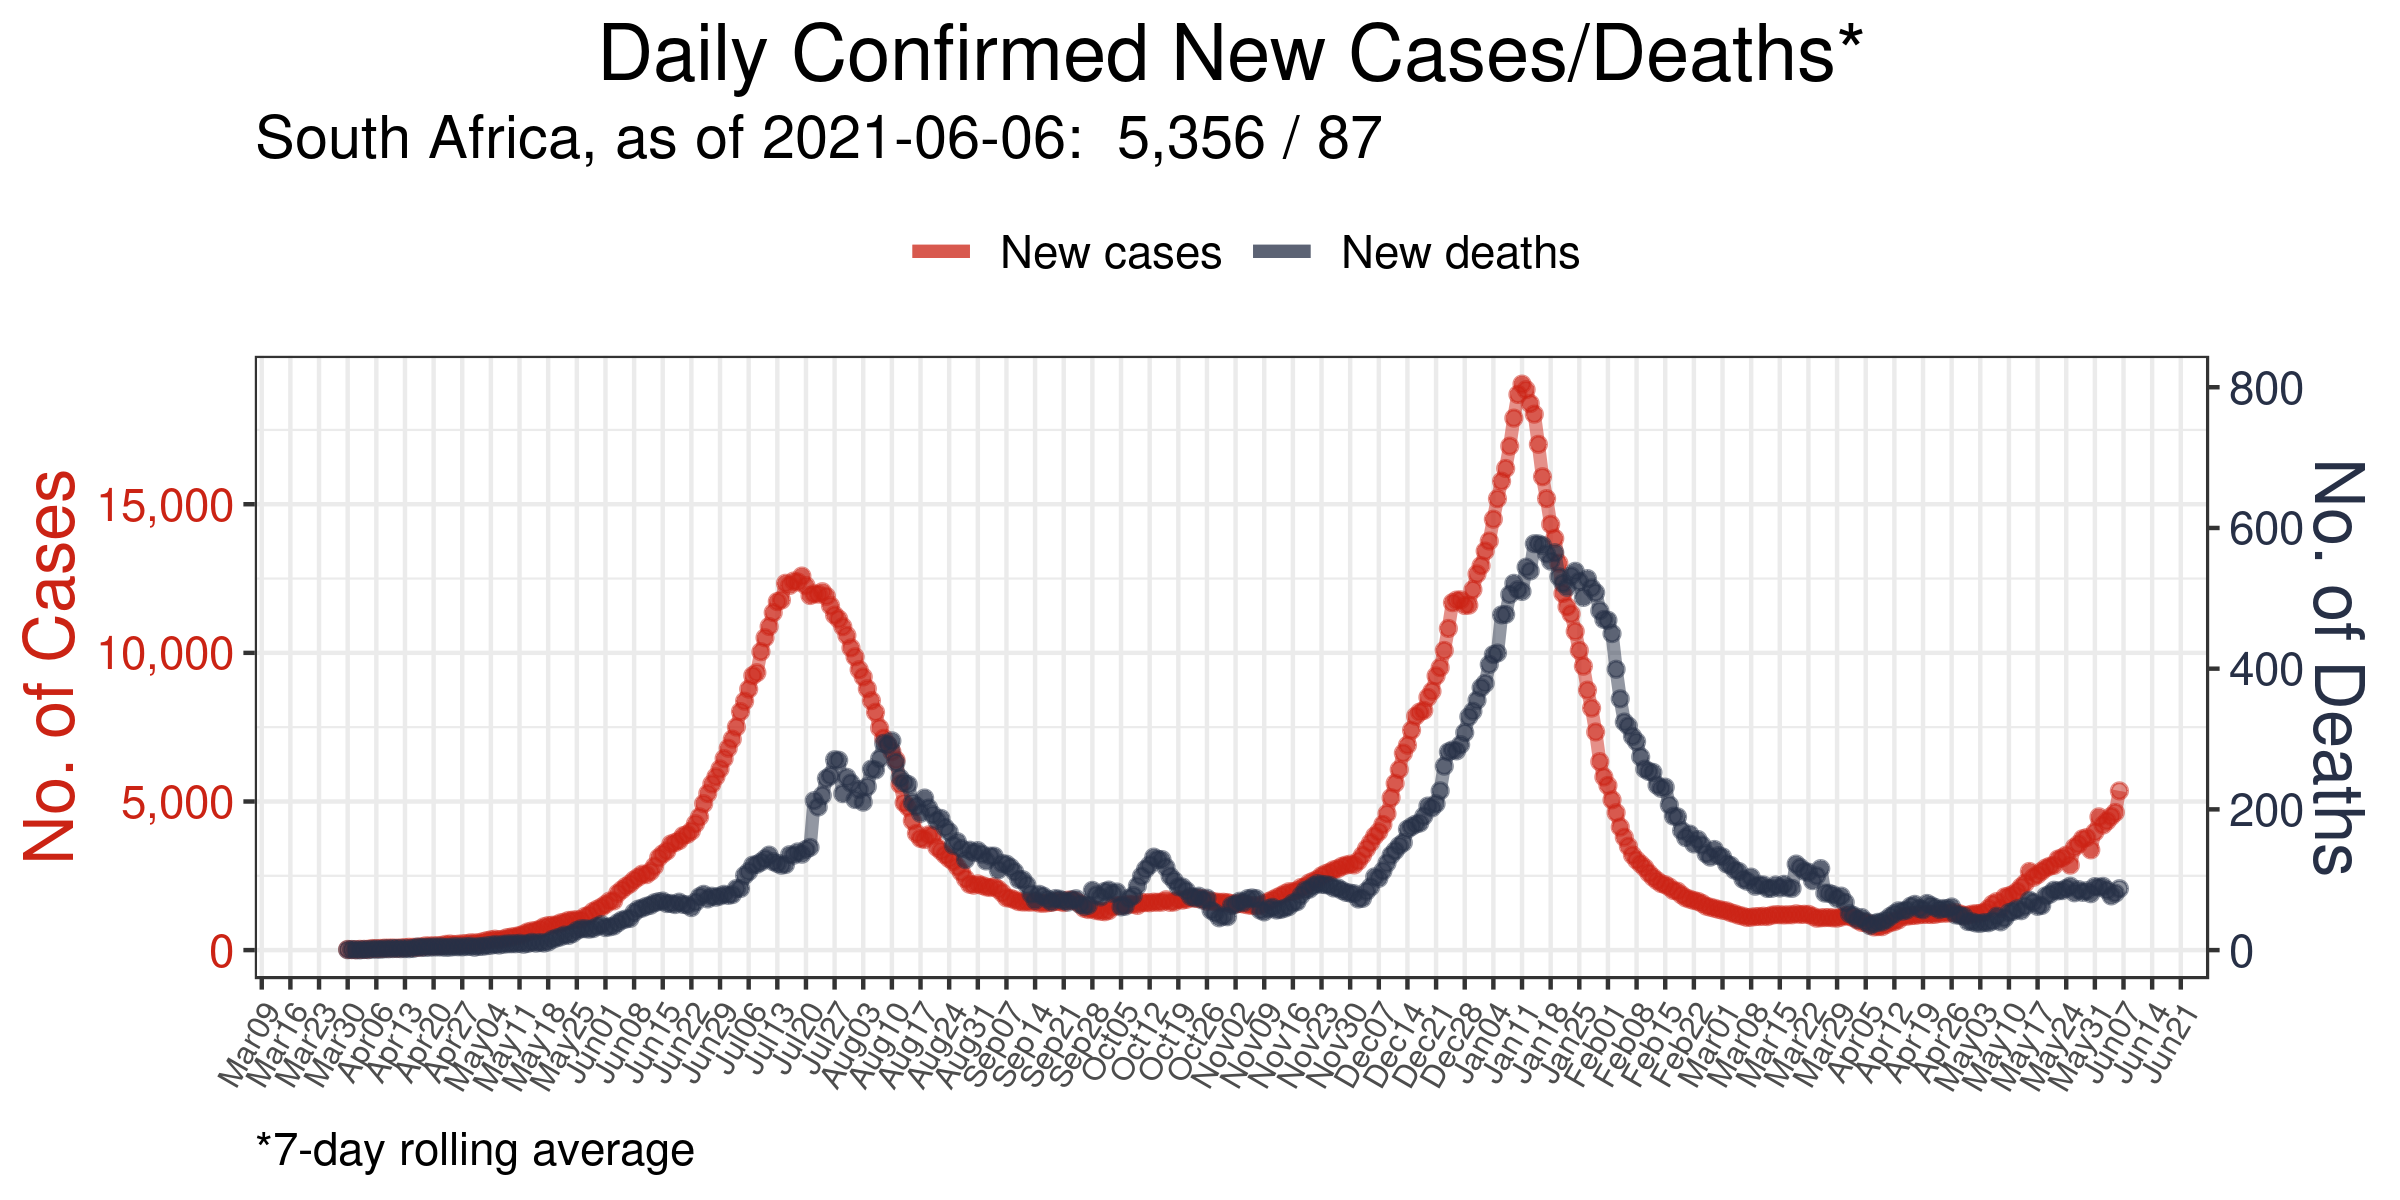 Daily Confirmed New Cases/Deaths*
South Africa, as of 2021-06-06:  5,356 / 87
New cases
New deaths
No. of Cases
15,000
10,000
5,000
0
800
600
400
200
0
No. of Deaths
Mar09
Mar16
Mar23
Mar30
Apr06
Apr13
Apr20
Apr27
May04
May11
May18
May25
Jun01
Jun08
Jun15
Jun22
Jun29
Jul06
Jul13
Jul20
Jul27
Aug03
Aug10
Aug17
Aug24
Aug31
Sep07
Sep14
Sep21
Sep28
Oct05
Oct12
Oct19
Oct26
Nov02
Nov09
Nov16
Nov23
Nov30
Dec07
Dec14
Dec21
Dec28
Jan04
Jan11
Jan18
Jan25
Feb01
Feb08
Feb15
Feb22
Mar01
Mar08
Mar15
Mar22
Mar29
Apr05
Apr12
Apr19
Apr26
May03
May10
May17
May24
May31
Jun07
Jun14
Jun21
*7-day rolling average